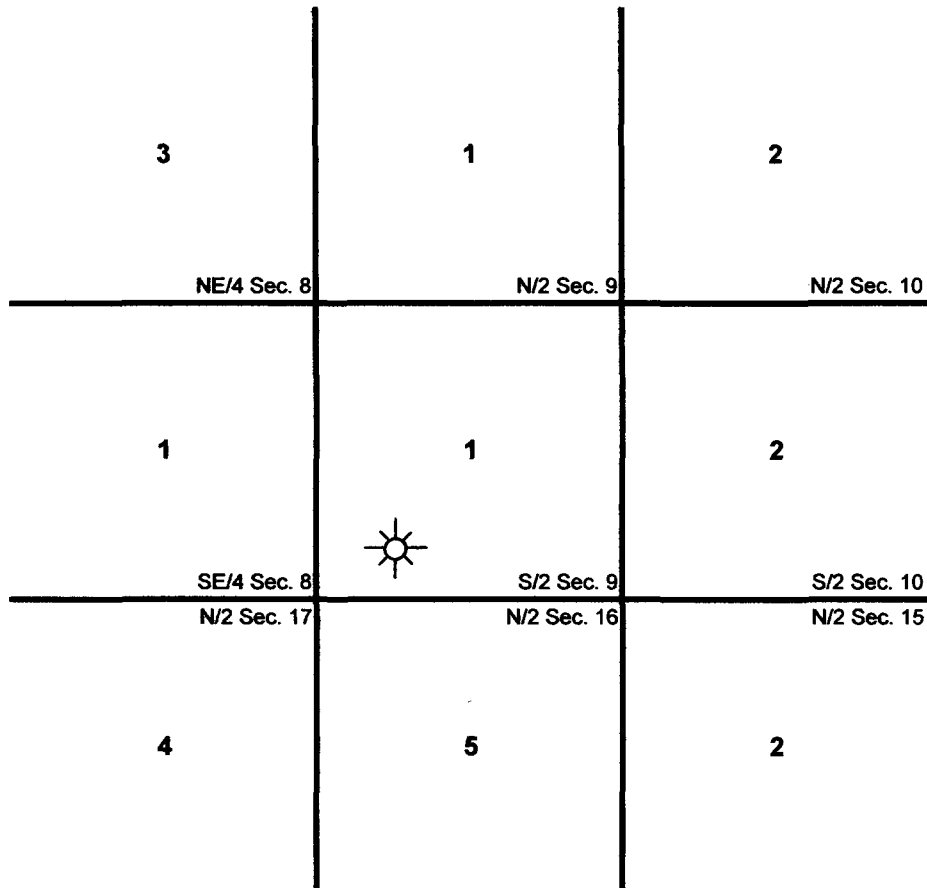 3
1
2
NE/4 Sec. 8
N/2 Sec. 9
N/2 Sec. 10
1
1
2
SE/4 Sec. 8
S/2 Sec. 9
S/2 Sec. 10
N/2 Sec. 17
N/2 Sec. 16
N/2 Sec. 15
4
5
2